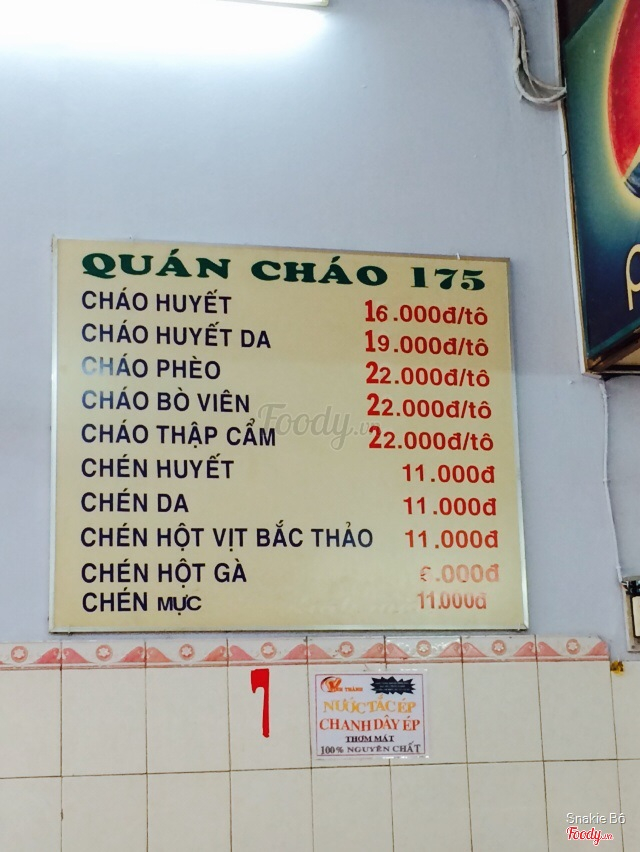 QUÁN CHÁO 175
CHÁO HUYẾT 16.000đ/tô
CHÁO HUYẾT DA 19.000đ/tô
CHÁO PHÈO 22.000đ/tô
CHÁO BÒ VIÊN 22.000đ/tô
CHÁO THẬP CẨM 22.000đ/tô
CHÉN HUYẾT 11.000đ
CHÉN DA 11.000đ
CHÉN HỘT VỊT BẮC THẢO 11.000đ
CHÉN HỘT GÀ .000đ
CHÉN MỰC 11.000đ
Foody.vn
7
THÀNH
NƯỚC TẮC ÉP
CHANH DÂY ÉP
THƠM MÁT
100% NGUYÊN CHẤT
Snakie Bó
Foody.vn